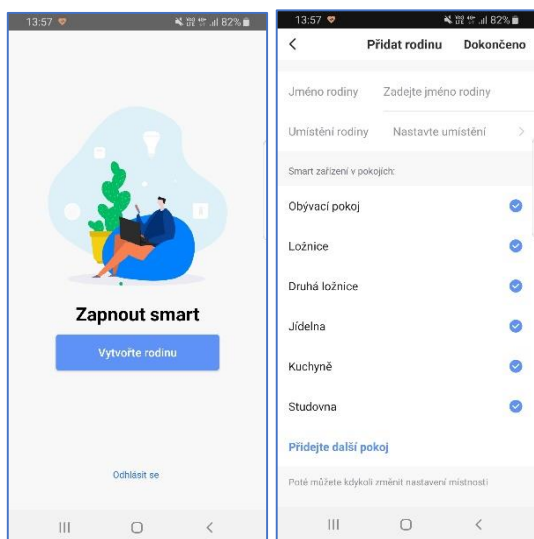 13:57
82%
Zapnout smart
Vytvořte rodinu
Odhlásit se
13:57
82%
Přidat rodinu Dokončeno
Jméno rodiny Zadejte jméno rodiny
Umístění rodiny Nastavte umístění
Smart zařízení v pokojích:
Obývací pokoj
Ložnice
Druhá ložnice
Jídelna
Kuchyně
Studovna
Přidejte další pokoj
Poté můžete kdykoli změnit nastavení místnosti